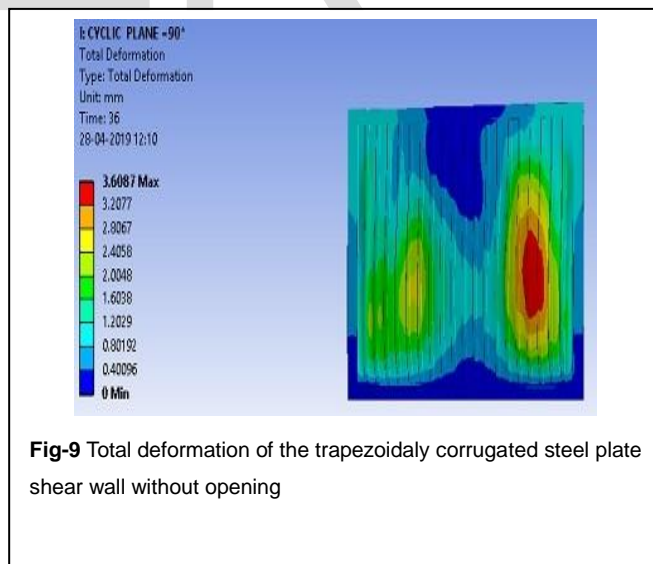 I: CYCLIC PLANE -90°
Total Deformation
Type: Total Deformation
Unit: mm
Time: 36
28-04-2019 12:10
3.6087 Max
3.2077
2.8067
2.4058
2.0048
1.6038
1.2029
0.80192
0.40096
0 Min
Fig-9 Total deformation of the trapezoidaly corrugated steel plate
shear wall without opening